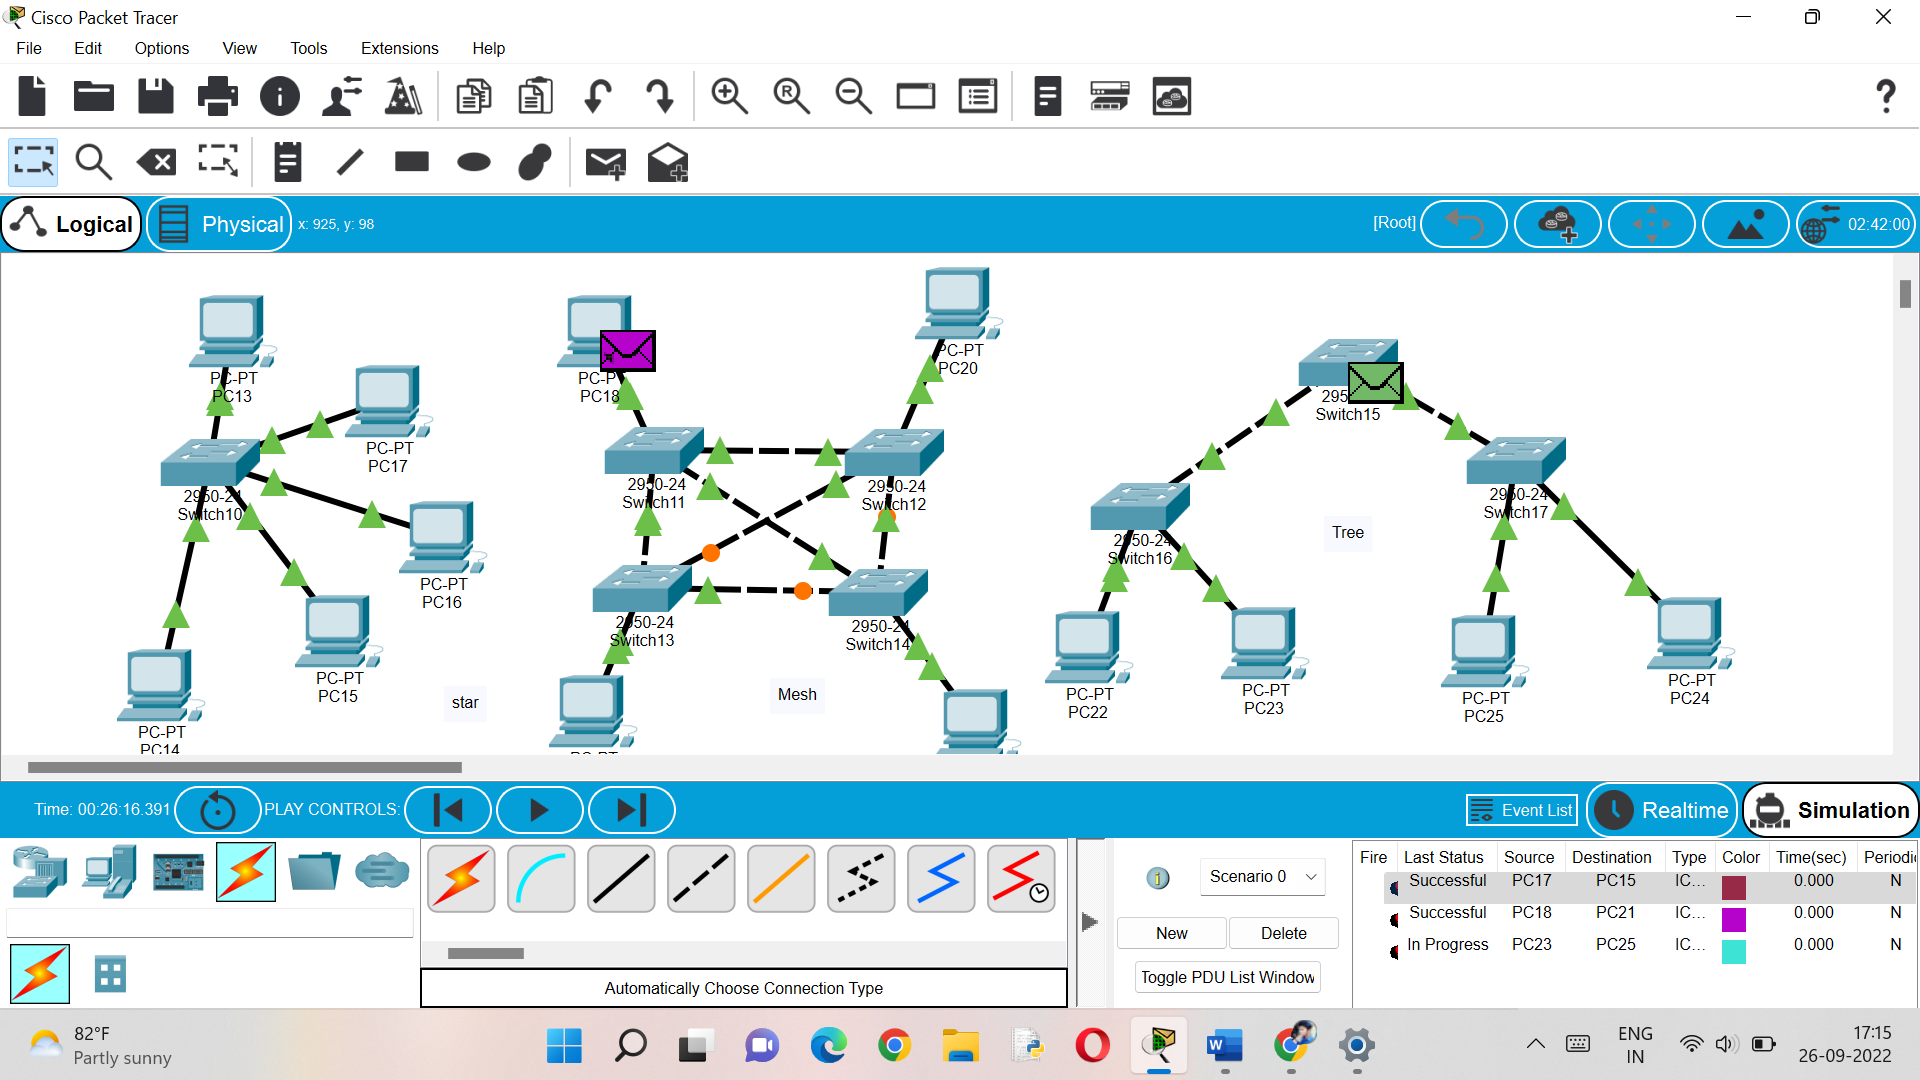 Cisco Packet Tracer
File Edit Options View Tools Extensions Help
Logical Physical x: 925, y: 98 [Root] 02:42:00
PC-PT
PC13
PC-PT
PC17
2950-24
Switch10
PC-PT
PC16
PC-PT
PC15
PC-PT
PC14
star
PC18
PC-PT
PC20
2950-24
Switch11
2950-24
Switch12
2950-24
Switch13
2950-24
Switch14
Mesh
Switch15
2950-24
Switch16
2950-24
Switch17
Tree
PC-PT
PC22
PC-PT
PC23
PC-PT
PC25
PC-PT
PC24
Time: 00:26:16.391 PLAY CONTROLS: Event List Realtime Simulation
Scenario 0
New Delete
Toggle PDU List Window
Automatically Choose Connection Type
Fire Last Status Source Destination Type Color Time(sec) Periodic
Successful PC17 PC15 IC... 0.000 N
Successful PC18 PC21 IC... 0.000 N
In Progress PC23 PC25 IC... 0.000 N
82°F
Partly sunny
ENG
IN
17:15
26-09-2022